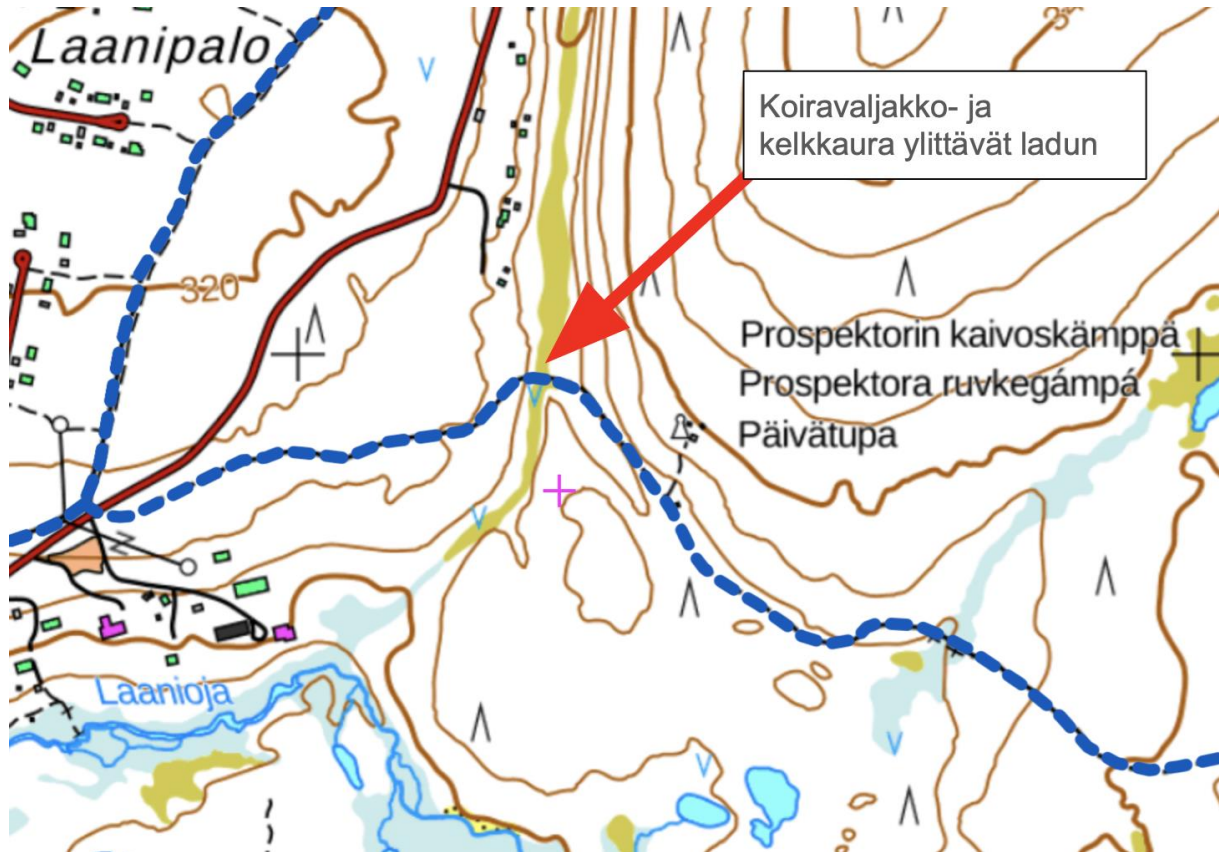 Laanipalo
Koiravaljakko- ja
kelkkaura ylittävät ladun
320
Prospektorin kaivoskämppä
Prospektora ruvkegámpá
Päivätupa
Laanioja